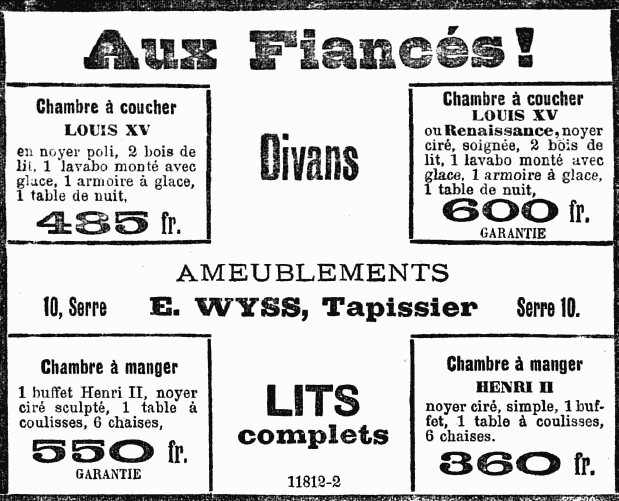 Aux Fiancés!
Chambre à coucher
LOUIS XV
en noyer poli, 2 bois de
lit, 1 lavabo monté avec
glace, 1 armoire à glace,
1 table de nuit,
485 fr.
Divans
Chambre à coucher
LOUIS XV
ou Renaissance, noyer
ciré, soignée, 2 bois de
lit, 1 lavabo monté avec
glace, 1 armoire à glace,
1 table de nuit,
600 fr.
GARANTIE
AMEUBLEMENTS
10, Serre E. WYSS, Tapissier Serre 10.
Chambre à manger
1 buffet Henri II, noyer
ciré sculpté, 1 table à
coulisses, 6 chaises,
550 fr.
GARANTIE
LITS
complets
11812-2
Chambre à manger
HENRI II
noyer ciré, simple, 1 buf-
fet, 1 table à coulisses,
6 chaises.
360 fr.